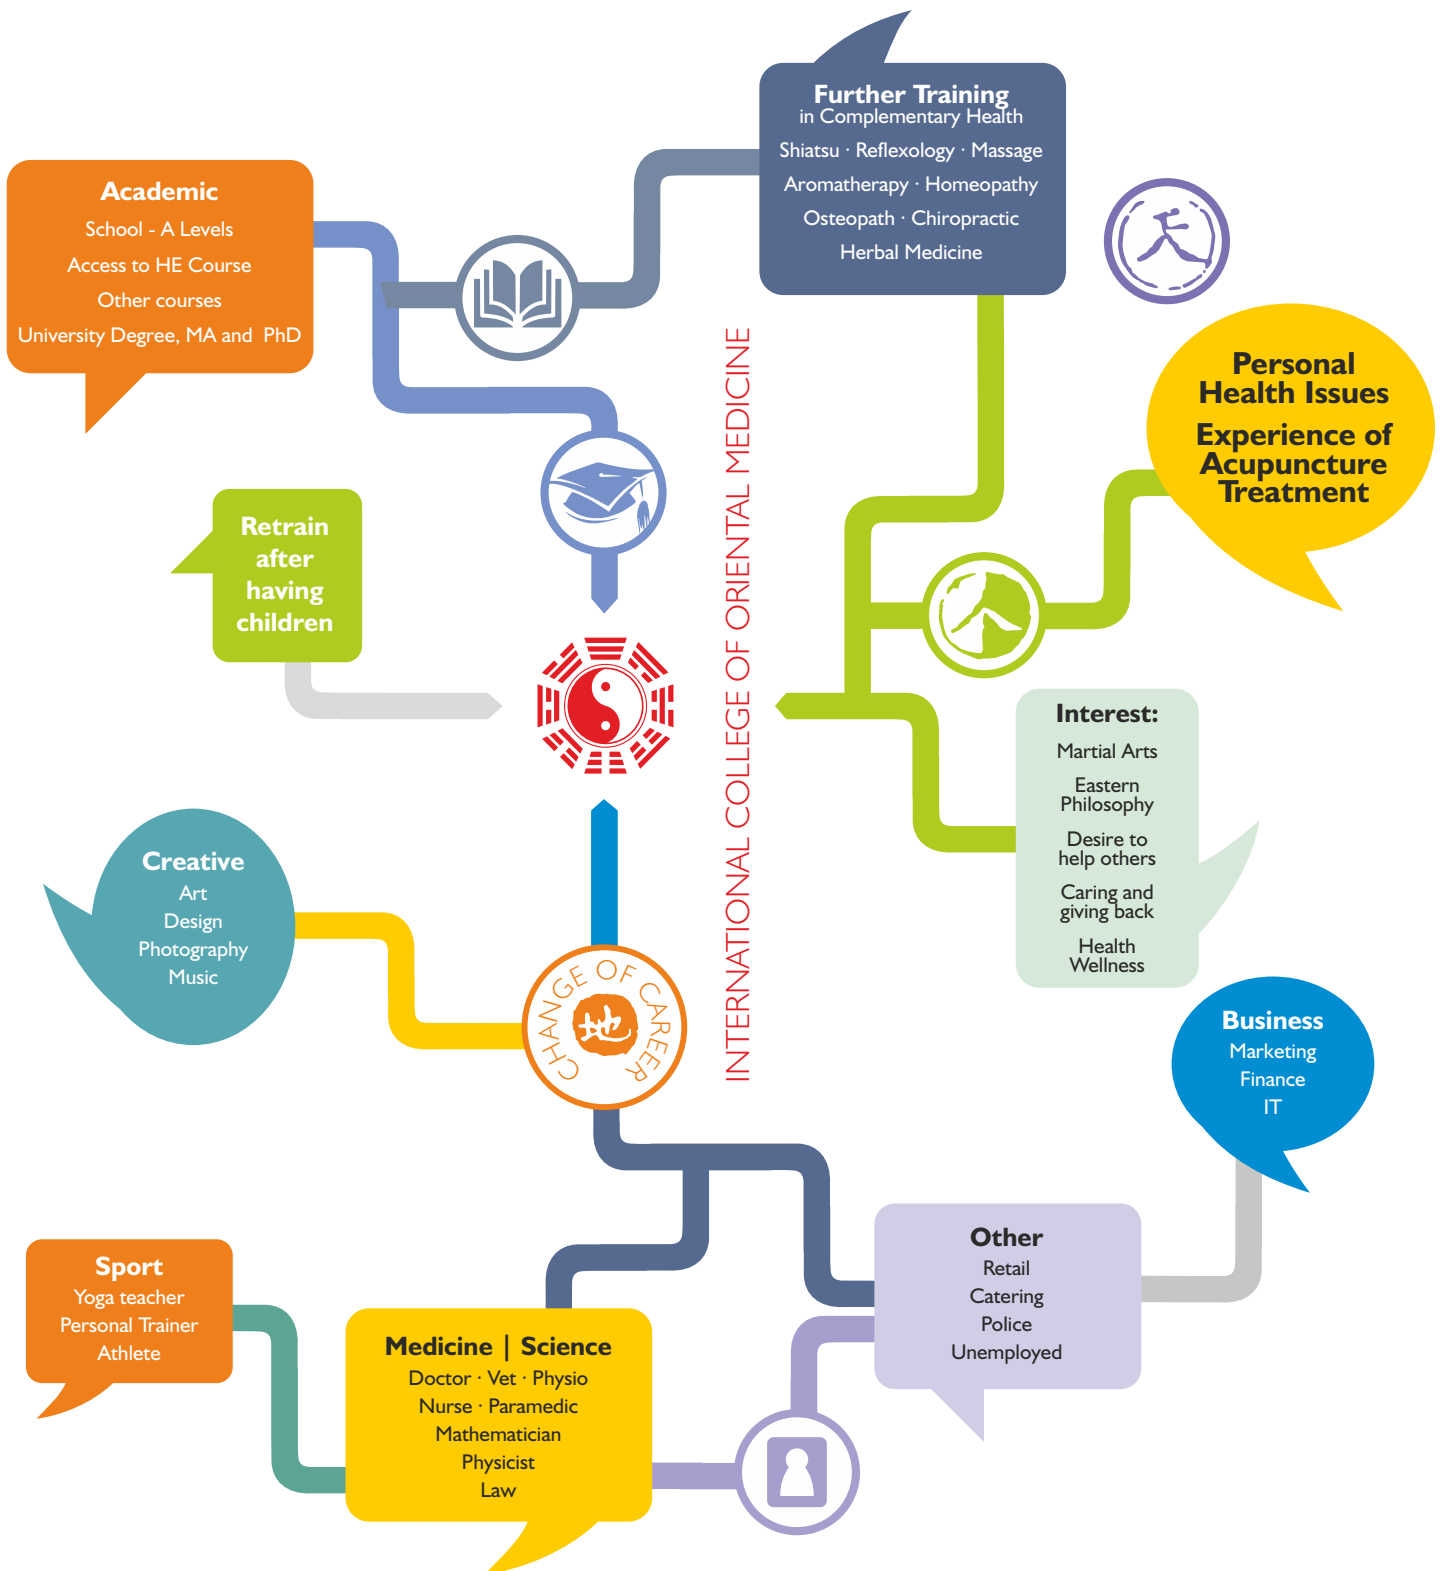 Further Training
in Complementary Health
Shiatsu · Reflexology · Massage
Aromatherapy · Homeopathy
Osteopath · Chiropractic
Herbal Medicine
Academic
School - A Levels
Access to HE Course
Other courses
University Degree, MA and PhD
Personal
Health Issues
Experience of
Acupuncture
Treatment
Retrain
after
having
children
INTERNATIONAL COLLEGE OF ORIENTAL MEDICINE
Interest:
Martial Arts
Eastern
Philosophy
Desire to
help others
Caring and
giving back
Health
Wellness
Creative
Art
Design
Photography
Music
CHANGE OF CAREER
地
Business
Marketing
Finance
IT
Other
Retail
Catering
Police
Unemployed
Sport
Yoga teacher
Personal Trainer
Athlete
Medicine | Science
Doctor · Vet · Physio
Nurse · Paramedic
Mathematician
Physicist
Law